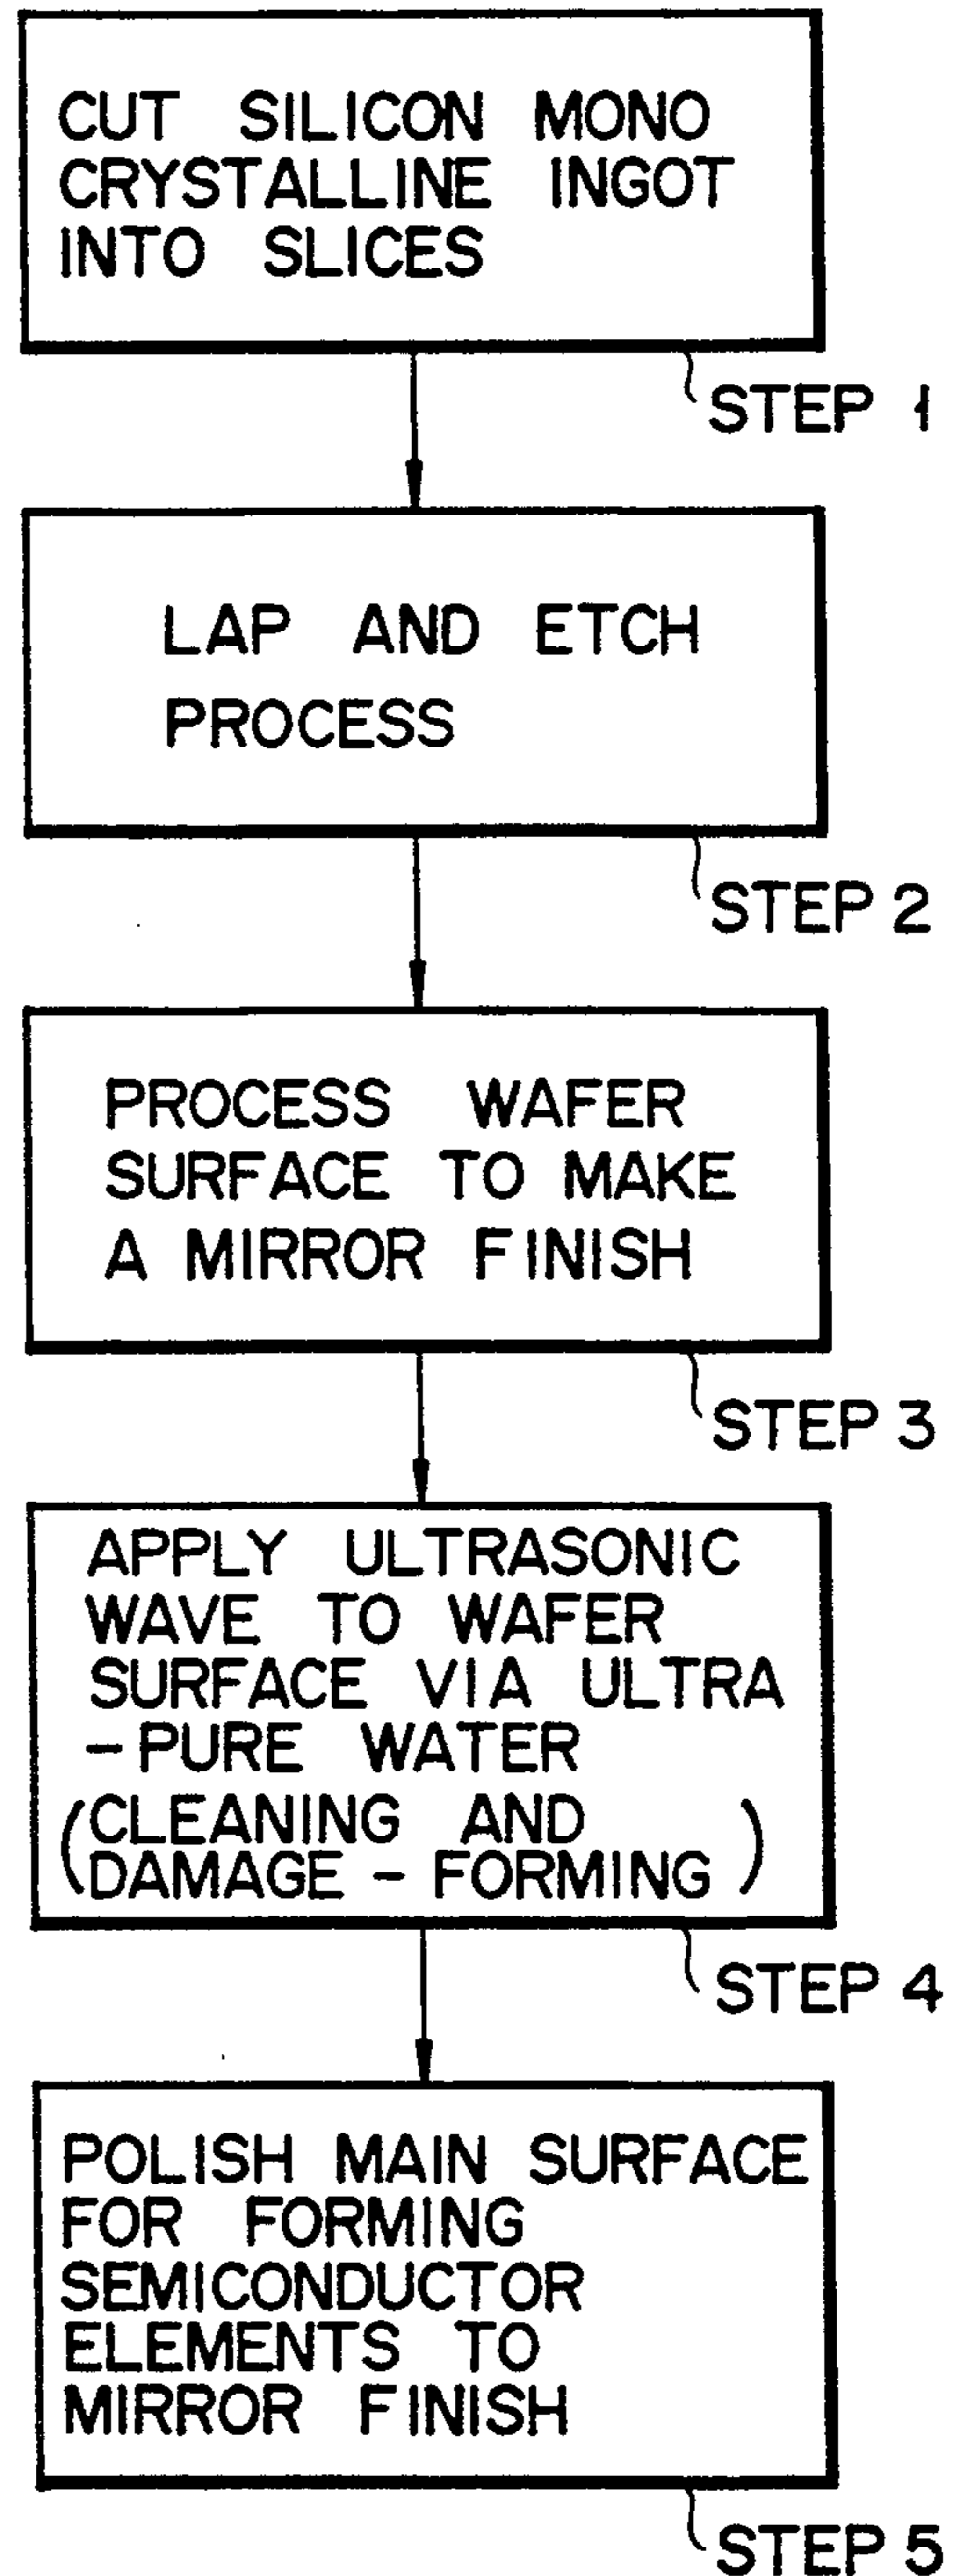 CUT SILICON MONO
CRYSTALLINE INGOT
INTO SLICES
STEP 1
LAP AND ETCH
PROCESS
STEP 2
PROCESS WAFER
SURFACE TO MAKE
A MIRROR FINISH
STEP 3
APPLY ULTRASONIC
WAVE TO WAFER
SURFACE VIA ULTRA
-PURE WATER
(CLEANING AND
DAMAGE - FORMING)
STEP 4
POLISH MAIN SURFACE
FOR FORMING
SEMICONDUCTOR
ELEMENTS TO
MIRROR FINISH
STEP 5